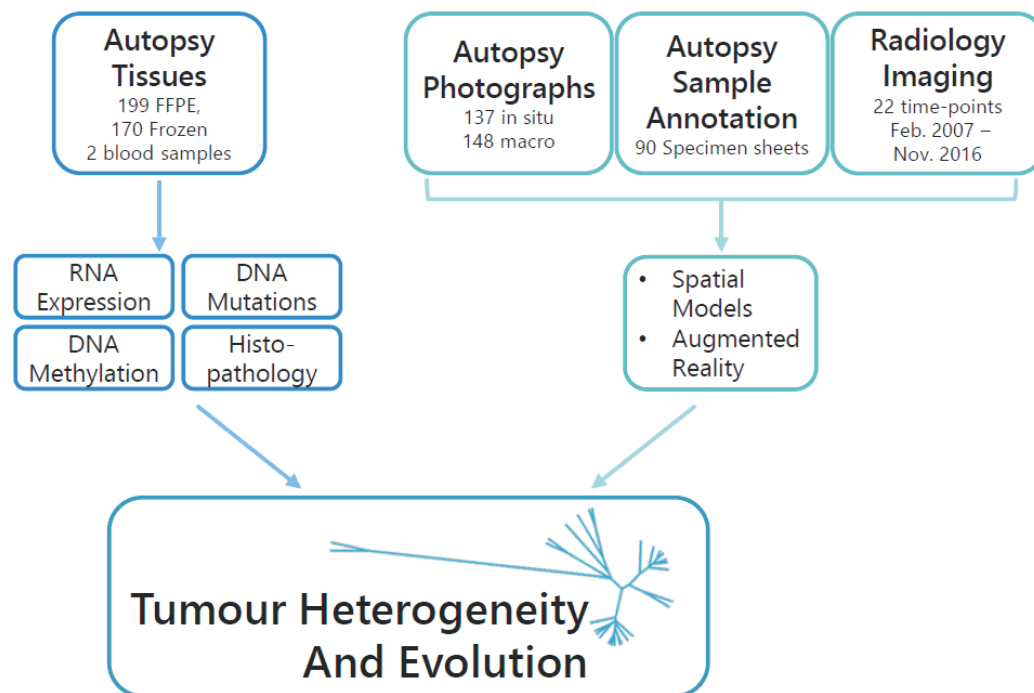 Autopsy
Tissues
199 FFPE,
170 Frozen
2 blood samples
Autopsy
Photographs
137 in situ
148 macro
Autopsy
Sample
Annotation
90 Specimen sheets
Radiology
Imaging
22 time-points
Feb. 2007 –
Nov. 2016
RNA
Expression
DNA
Mutations
DNA
Methylation
Histo-
pathology
• Spatial
Models
• Augmented
Reality
Tumour Heterogeneity
And Evolution